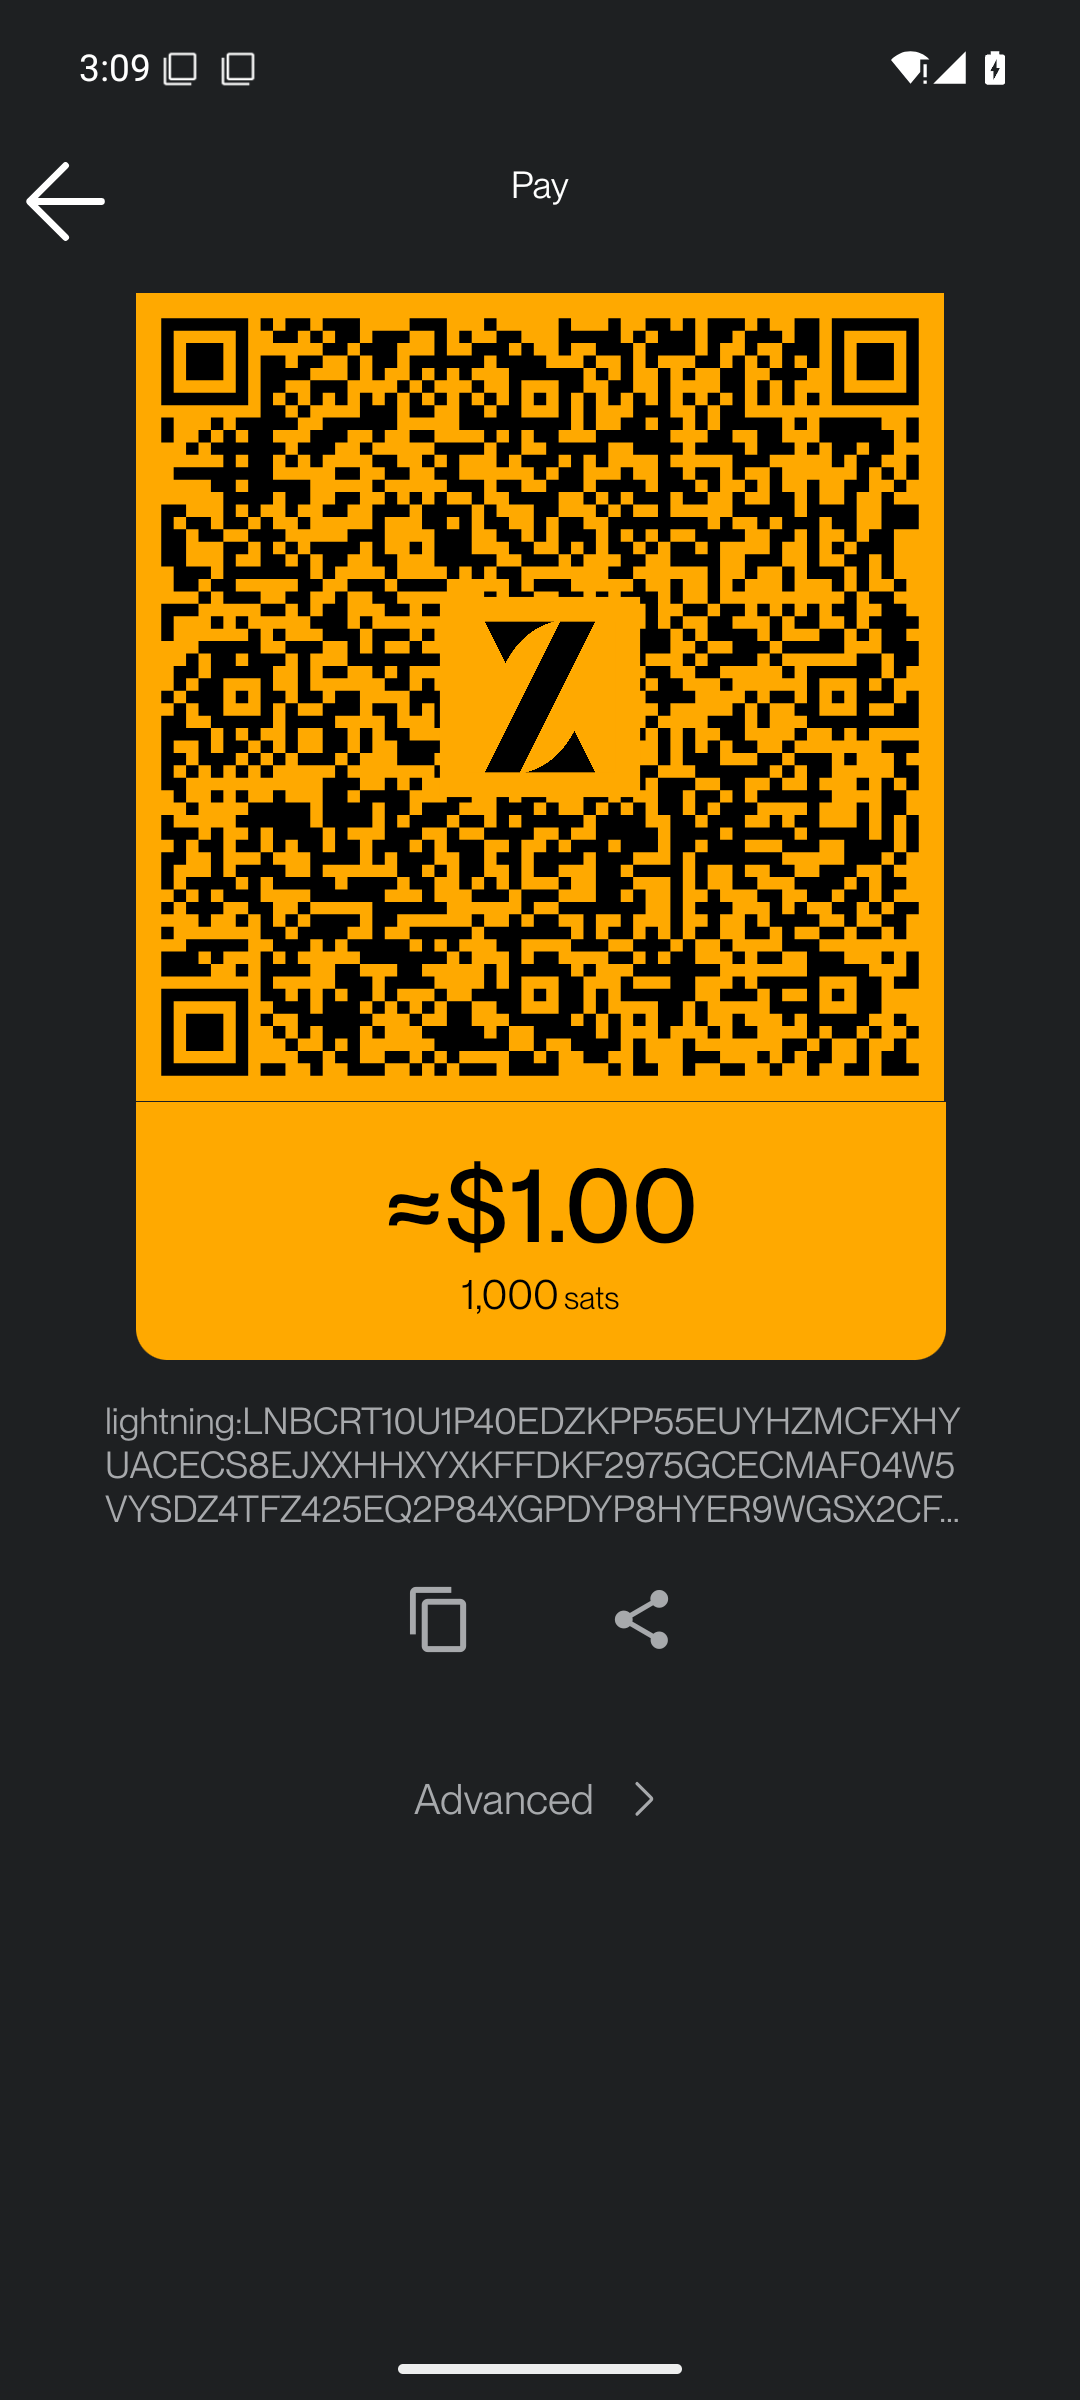 3:09
Pay
≈$1.00
1,000 sats
lightning:LNBCRT10U1P40EDZKPP55EUYHZMCFXHY
UACECS8EJXXHHXYXKFFDKF2975GCECMAF04W5
VYSDZ4TFZ425EQ2P84XGPDYP8HYER9WGSX2CF...
Advanced